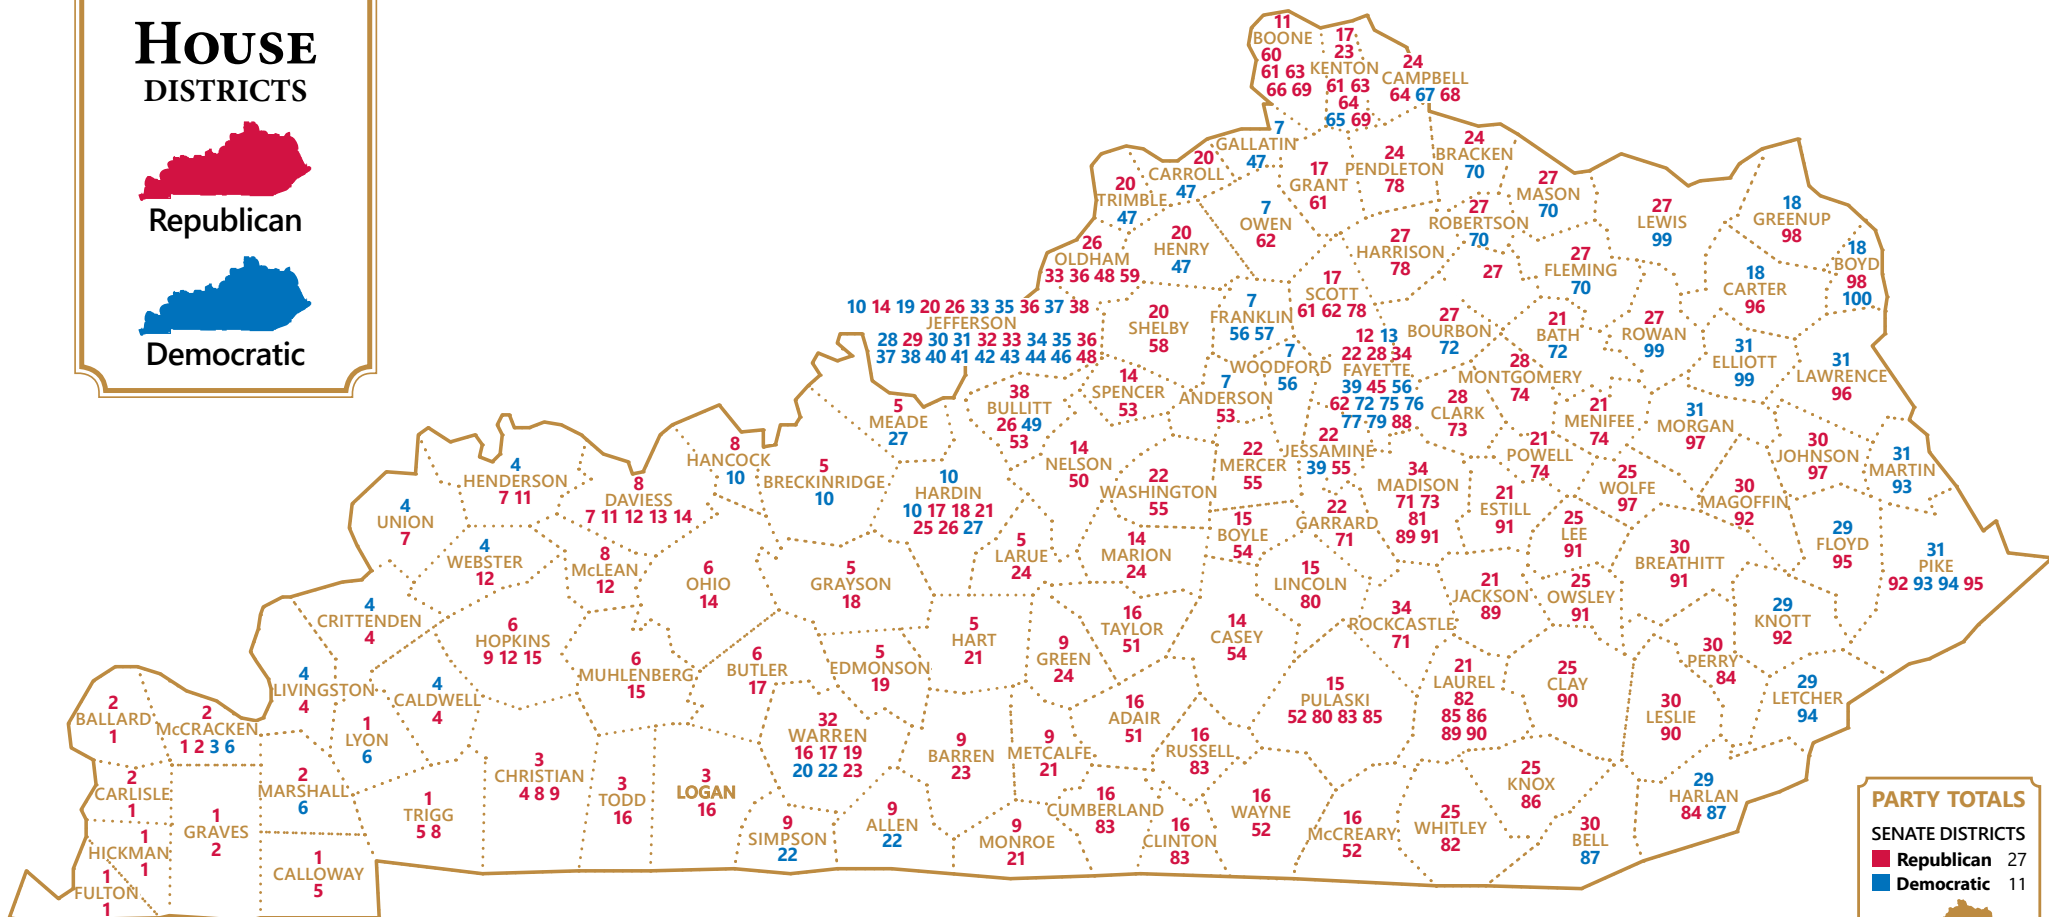 HOUSE
DISTRICTS
Republican
Democratic
11
BOONE
60
61 63
66 69
17
23
KENTON
61 63
64
65 69
24
CAMPBELL
64 67 68
7
GALLATIN
47
20
CARROLL
47
20
TRIMBLE
47
17
GRANT
61
24
PENDLETON
78
24
BRACKEN
70
27
MASON
70
27
ROBERTSON
70
27
LEWIS
99
18
GREENUP
98
18
BOYD
98
100
7
OWEN
62
20
HENRY
47
26
OLDHAM
33 36 48 59
27
HARRISON
78
27
27
FLEMING
70
18
CARTER
96
10 14 19 20 26 33 35 36 37 38
JEFFERSON
28 29 30 31 32 33 34 35 36
37 38 40 41 42 43 44 46 48
20
SHELBY
58
7
FRANKLIN
56 57
17
SCOTT
61 62 78
27
BOURBON
72
21
BATH
72
27
ROWAN
99
31
ELLIOTT
99
31
LAWRENCE
96
7
WOODFORD
56
12 13
22 28 34
FAYETTE
39 45 56
62 72 75 76
77 79 88
28
MONTGOMERY
74
28
CLARK
73
21
MENIFEE
74
31
MORGAN
97
30
JOHNSON
97
31
MARTIN
93
14
SPENCER
53
7
ANDERSON
53
38
BULLITT
26 49
53
5
MEADE
27
8
HANCOCK
10
5
BRECKINRIDGE
10
10
HARDIN
10 17 18 21
25 26 27
14
NELSON
50
22
WASHINGTON
55
22
MERCER
55
22
JESSAMINE
39 55
34
MADISON
71 73
81
89 91
21
POWELL
74
21
ESTILL
91
25
WOLFE
97
30
MAGOFFIN
92
29
FLOYD
95
31
PIKE
92 93 94 95
4
HENDERSON
7 11
8
DAVIESS
7 11 12 13 14
4
UNION
7
4
WEBSTER
12
8
McLEAN
12
6
OHIO
14
5
GRAYSON
18
5
LARUE
24
14
MARION
24
15
BOYLE
54
22
GARRARD
71
25
LEE
91
30
BREATHITT
91
15
LINCOLN
80
21
JACKSON
89
25
OWSLEY
91
29
KNOTT
92
4
CRITTENDEN
4
6
HOPKINS
9 12 15
6
MUHLENBERG
15
6
BUTLER
17
5
EDMONSON
19
5
HART
21
9
GREEN
24
16
TAYLOR
51
14
CASEY
54
34
ROCKCASTLE
71
30
PERRY
84
29
LETCHER
94
4
LIVINGSTON
4
4
CALDWELL
4
1
LYON
6
2
BALLARD
1
2
McCRACKEN
1 2 3 6
32
WARREN
16 17 19
20 22 23
9
BARREN
23
9
METCALFE
21
16
ADAIR
51
16
RUSSELL
83
15
PULASKI
52 80 83 85
21
LAUREL
82
85 86
89 90
25
CLAY
90
30
LESLIE
90
2
CARLISLE
1
2
MARSHALL
6
1
TRIGG
5 8
3
CHRISTIAN
4 8 9
3
TODD
16
3
LOGAN
16
9
SIMPSON
22
9
ALLEN
22
9
MONROE
21
16
CUMBERLAND
83
16
CLINTON
83
16
WAYNE
52
16
McCREARY
52
25
WHITLEY
82
25
KNOX
86
30
BELL
87
29
HARLAN
84 87
1
HICKMAN
1
1
GRAVES
2
1
FULTON
1
1
CALLOWAY
5
PARTY TOTALS
SENATE DISTRICTS
Republican 27
Democratic 11